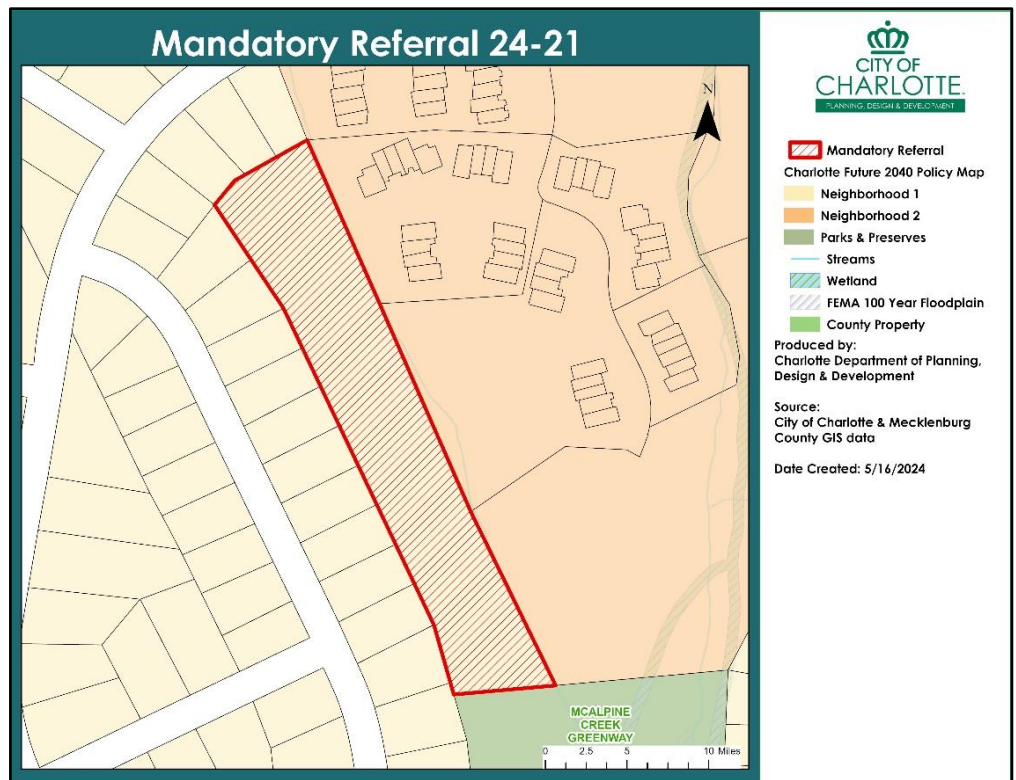 Mandatory Referral 24-21
N
MCALPINE
CREEK
GREENWAY
0 2.5 5 10 Miles
CITY OF
CHARLOTTE
PLANNING, DESIGN & DEVELOPMENT
Mandatory Referral
Charlotte Future 2040 Policy Map
Neighborhood 1
Neighborhood 2
Parks & Preserves
Streams
Wetland
FEMA 100 Year Floodplain
County Property
Produced by:
Charlotte Department of Planning,
Design & Development
Source:
City of Charlotte & Mecklenburg
County GIS data
Date Created: 5/16/2024